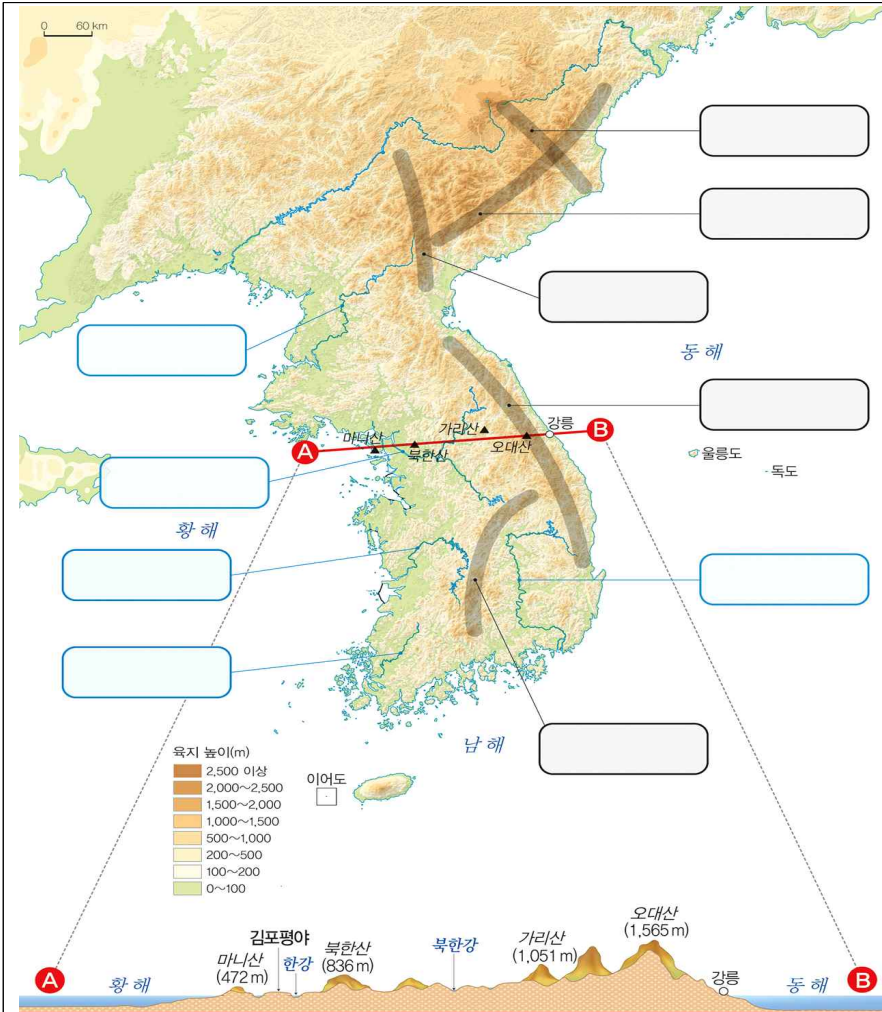 0 60 km
동해
마니산
가리산
강릉
B
A
북한산
오대산
울릉도
독도
황해
남해
육지 높이(m)
2,500 이상
2,000~2,500
1,500~2,000
1,000~1,500
500~1,000
200~500
100~200
0~100
이어도
오대산
(1,565 m)
김포평야
북한산
(836 m)
북한강
가리산
(1,051 m)
마니산
(472 m)
한강
강릉
A
황해
동해
B